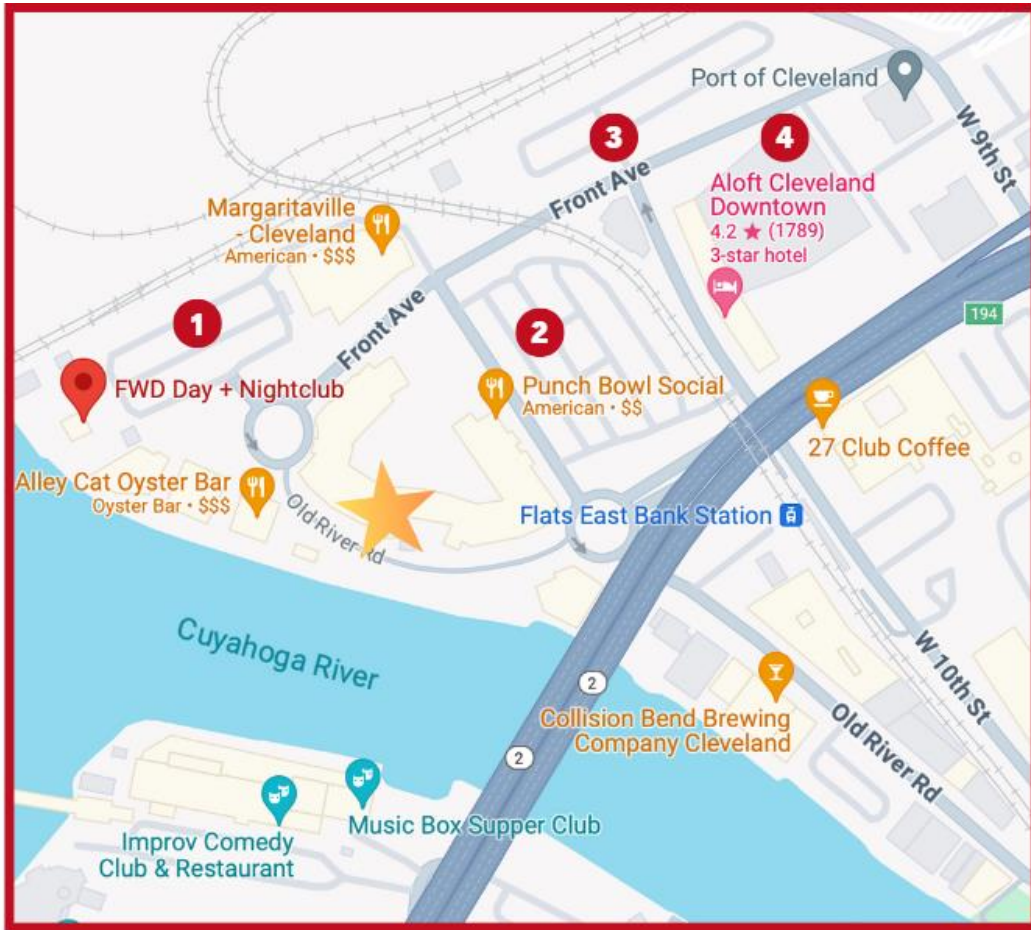 Port of Cleveland
W 9th St
3
4
Front Ave
Aloft Cleveland
Downtown
4.2 ★ (1789)
3-star hotel
Margaritaville
- Cleveland
American • $$$
194
1
Front Ave
2
FWD Day + Nightclub
Punch Bowl Social
American • $$
27 Club Coffee
Alley Cat Oyster Bar
Oyster Bar • $$$
Old River Rd
Flats East Bank Station
Cuyahoga River
W 10th St
2
Collision Bend Brewing
Company Cleveland
Old River Rd
2
Music Box Supper Club
Improv Comedy
Club & Restaurant